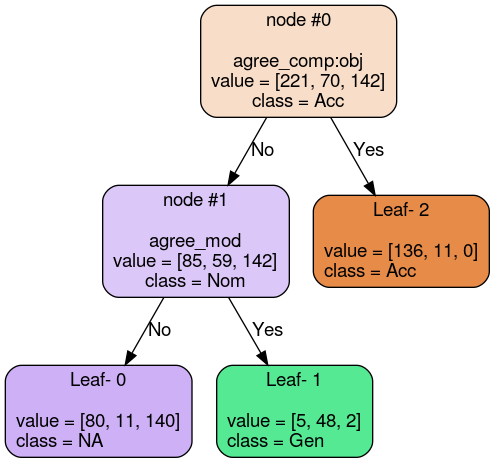 node #0
agree_comp:obj
value = [221, 70, 142]
class = Acc
No
Yes
node #1
agree_mod
value = [85, 59, 142]
class = Nom
Leaf- 2
value = [136, 11, 0]
class = Acc
No
Yes
Leaf- 0
value = [80, 11, 140]
class = NA
Leaf- 1
value = [5, 48, 2]
class = Gen